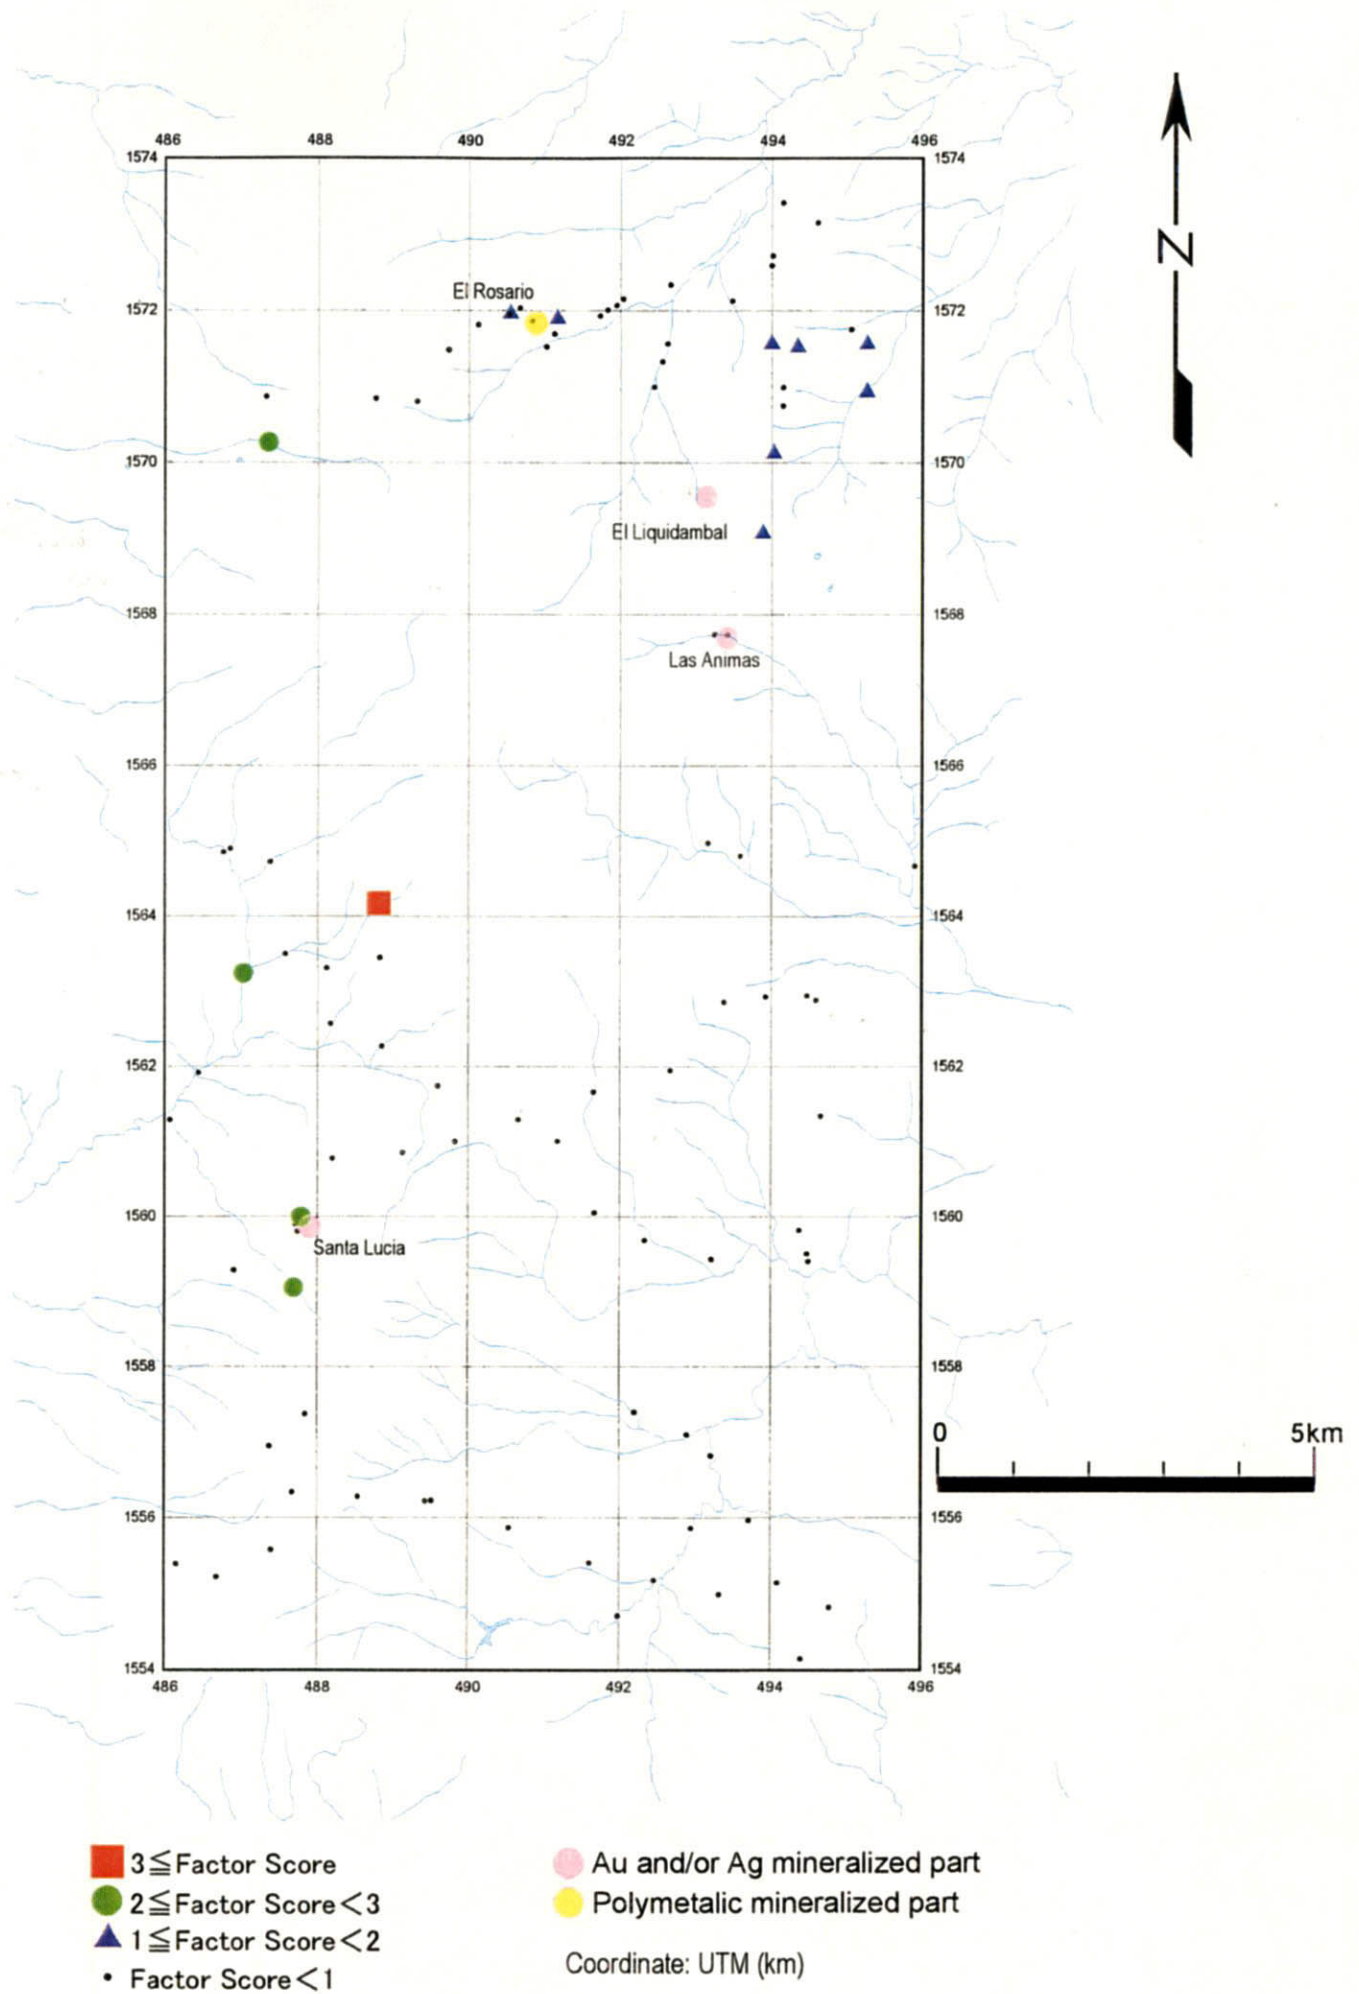 486 488 490 492 494 496
1574 1574
N
El Rosario
1572 1572
1570 1570
El Liquidambal
1568 1568
Las Animas
1566 1566
1564 1564
1562 1562
1560 1560
Santa Lucia
1558 1558
0 5km
1556 1556
1554 1554
486 488 490 492 494 496
3≦Factor Score
2≦Factor Score<3
1≦Factor Score<2
Factor Score<1
Au and/or Ag mineralized part
Polymetalic mineralized part
Coordinate: UTM (km)